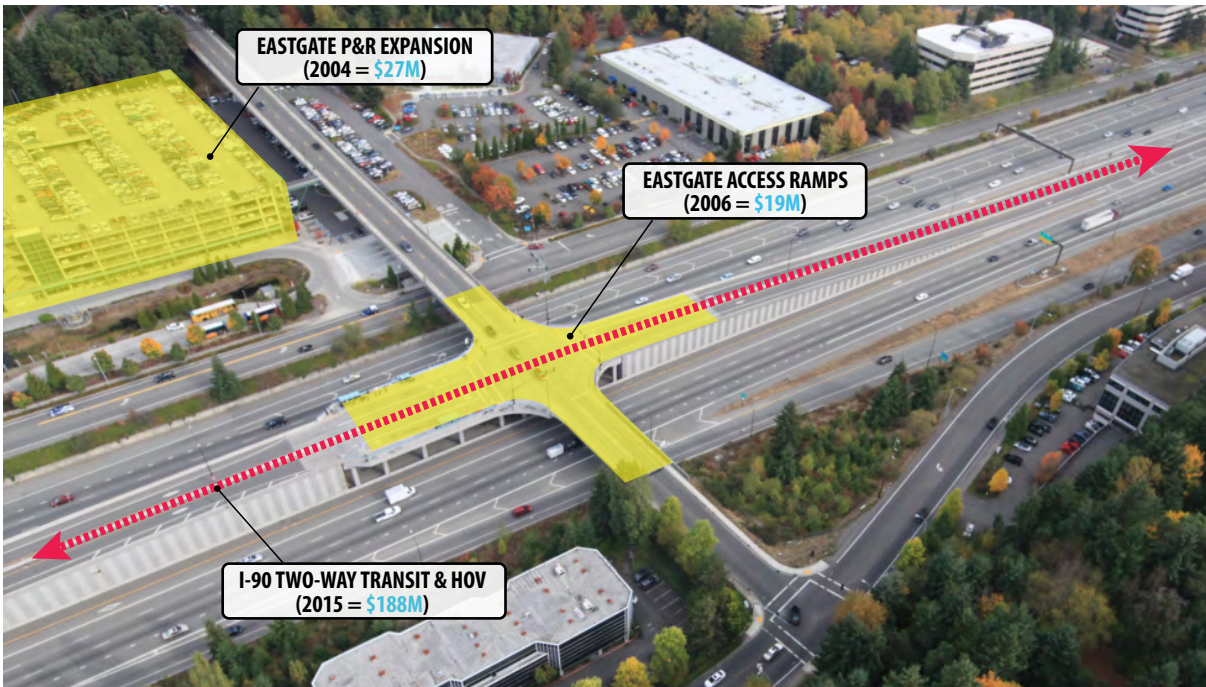 EASTGATE P&R EXPANSION
(2004 = $27M)
EASTGATE ACCESS RAMPS
(2006 = $19M)
I-90 TWO-WAY TRANSIT & HOV
(2015 = $188M)